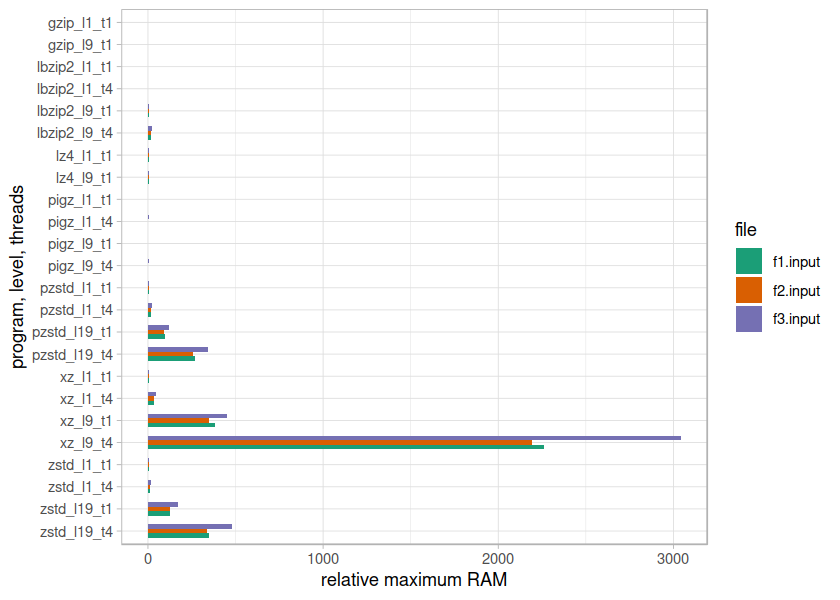 gzip_l1_t1
gzip_l9_t1
lbzip2_l1_t1
lbzip2_l1_t4
lbzip2_l9_t1
lbzip2_l9_t4
lz4_l1_t1
lz4_l9_t1
pigz_l1_t1
pigz_l1_t4
pigz_l9_t1
pigz_l9_t4
pzstd_l1_t1
pzstd_l1_t4
pzstd_l19_t1
pzstd_l19_t4
xz_l1_t1
xz_l1_t4
xz_l9_t1
xz_l9_t4
zstd_l1_t1
zstd_l1_t4
zstd_l19_t1
zstd_l19_t4
program, level, threads
0 1000 2000 3000
relative maximum RAM
file
f1.input
f2.input
f3.input